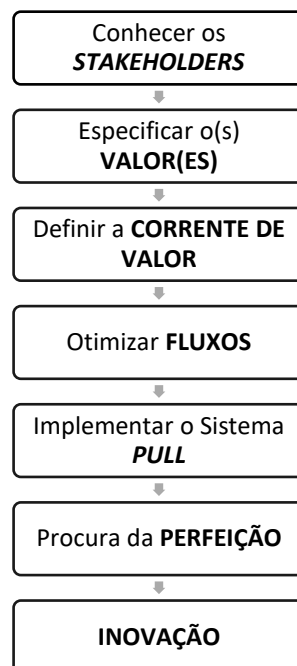 Conhecer os
STAKEHOLDERS
Especificar o(s)
VALOR(ES)
Definir a CORRENTE DE
VALOR
Otimizar FLUXOS
Implementar o Sistema
PULL
Procura da PERFEIÇÃO
INOVAÇÃO